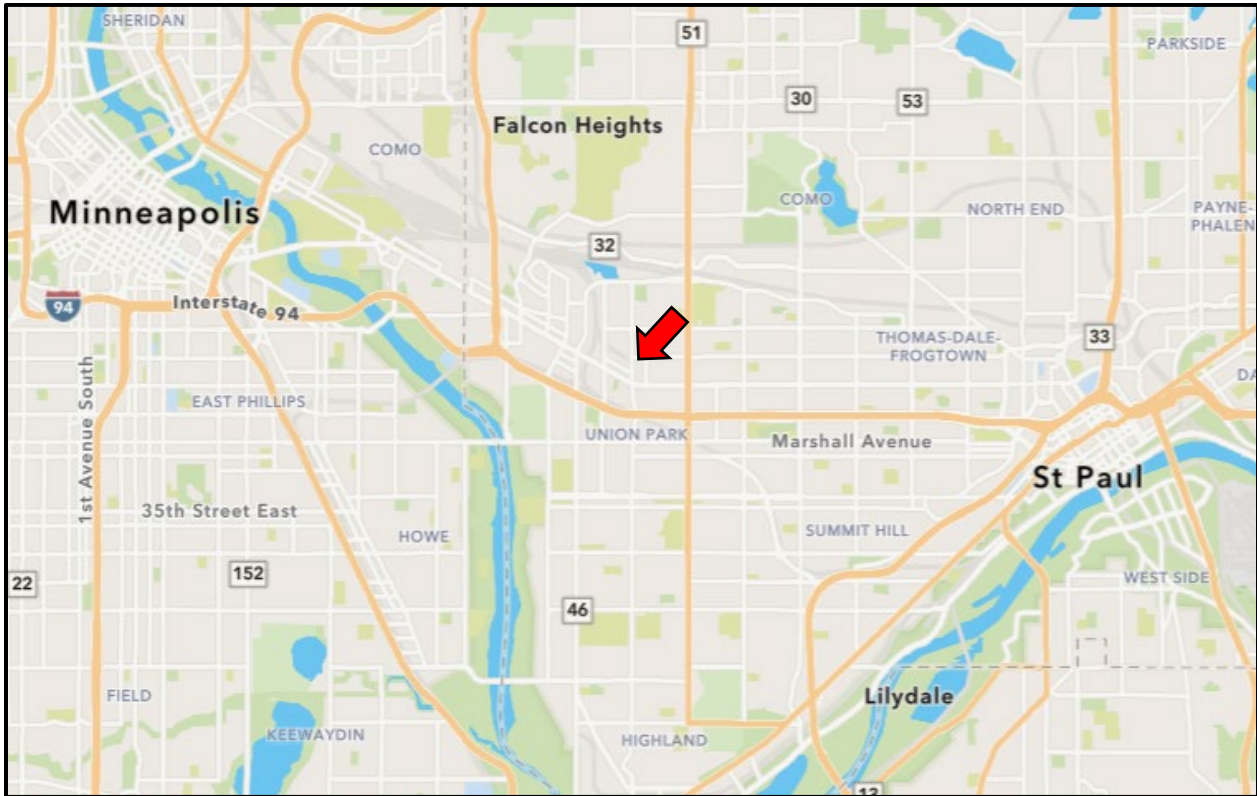 SHERIDAN
51
PARKSIDE
30
53
Falcon Heights
COMO
COMO
NORTH END
PAYNE-
PHALEN
Minneapolis
32
94
Interstate 94
THOMAS-DALE-
FROGTOWN
33
1st Avenue South
EAST PHILLIPS
UNION PARK
Marshall Avenue
St Paul
35th Street East
HOWE
SUMMIT HILL
22
152
WEST SIDE
46
FIELD
Lilydale
KEEWAYDIN
HIGHLAND
13